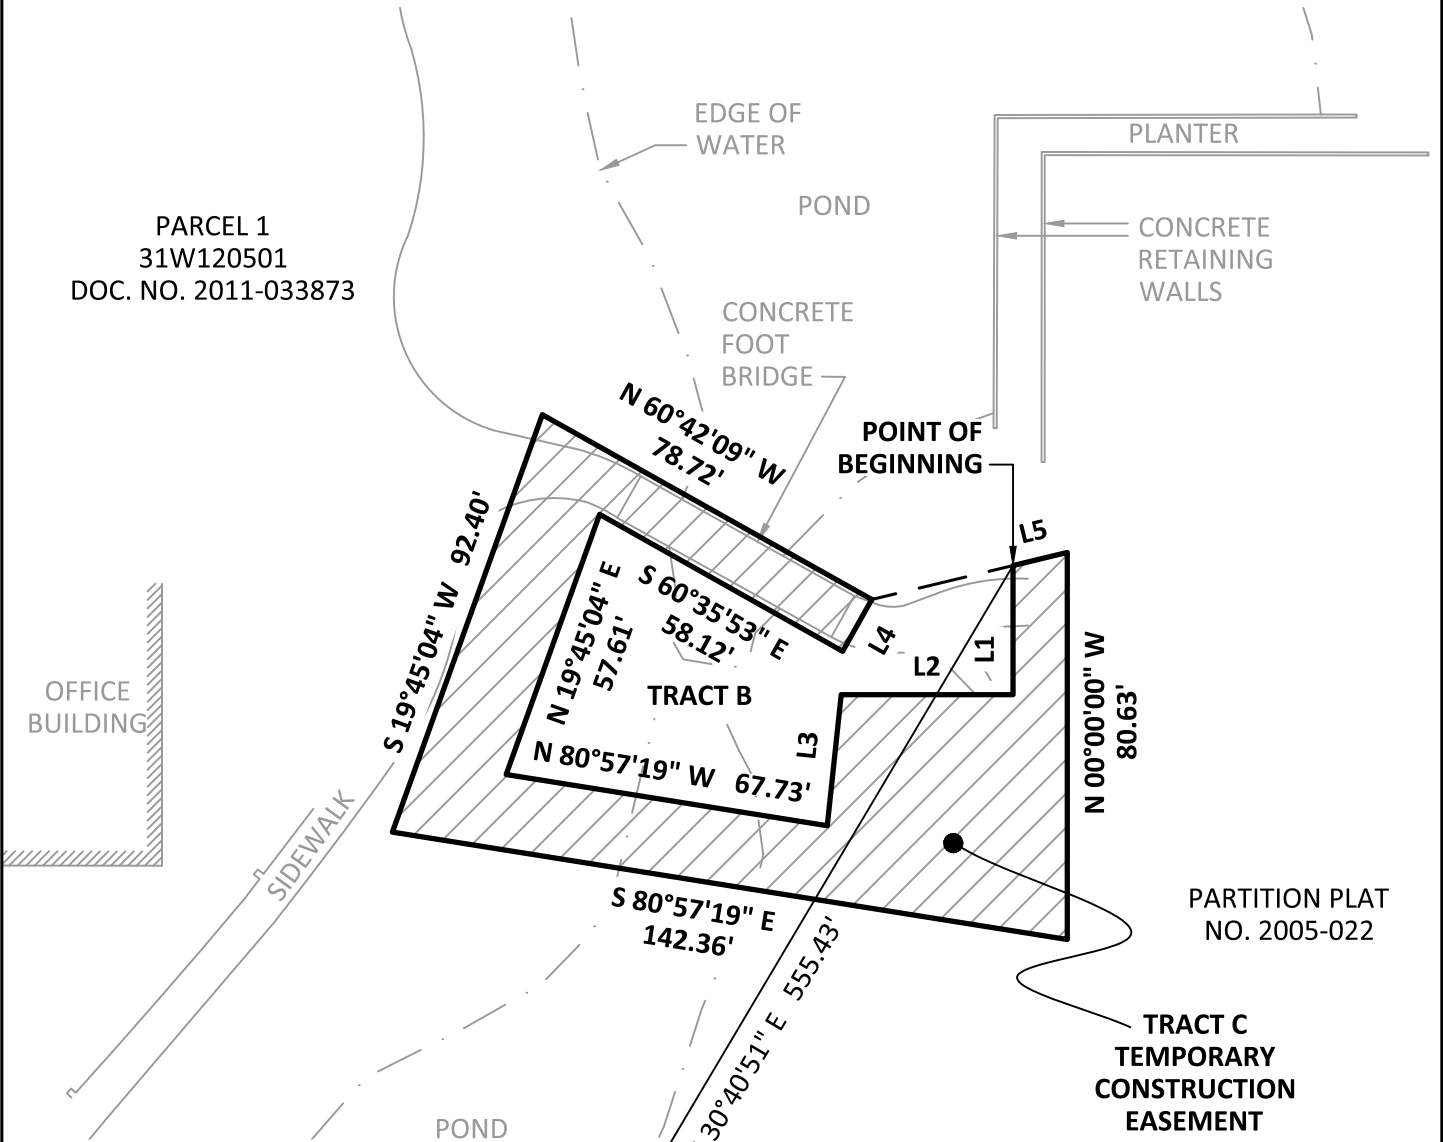 EDGE OF
WATER
PLANTER
POND
PARCEL 1
31W120501
DOC. NO. 2011-033873
CONCRETE
RETAINING
WALLS
CONCRETE
FOOT
BRIDGE
N 60°42'09" W
78.72'
POINT OF
BEGINNING
L5
S 19°45'04" W 92.40'
N 19°45'04" E
57.61'
S 60°35'53" E
58.12'
L4
L2
L1
TRACT B
L3
N 80°57'19" W 67.73'
N 00°00'00" W
80.63'
OFFICE
BUILDING
SIDEWALK
S 80°57'19" E
142.36'
30°40'51" E 555.43'
PARTITION PLAT
NO. 2005-022
TRACT C
TEMPORARY
CONSTRUCTION
EASEMENT
POND